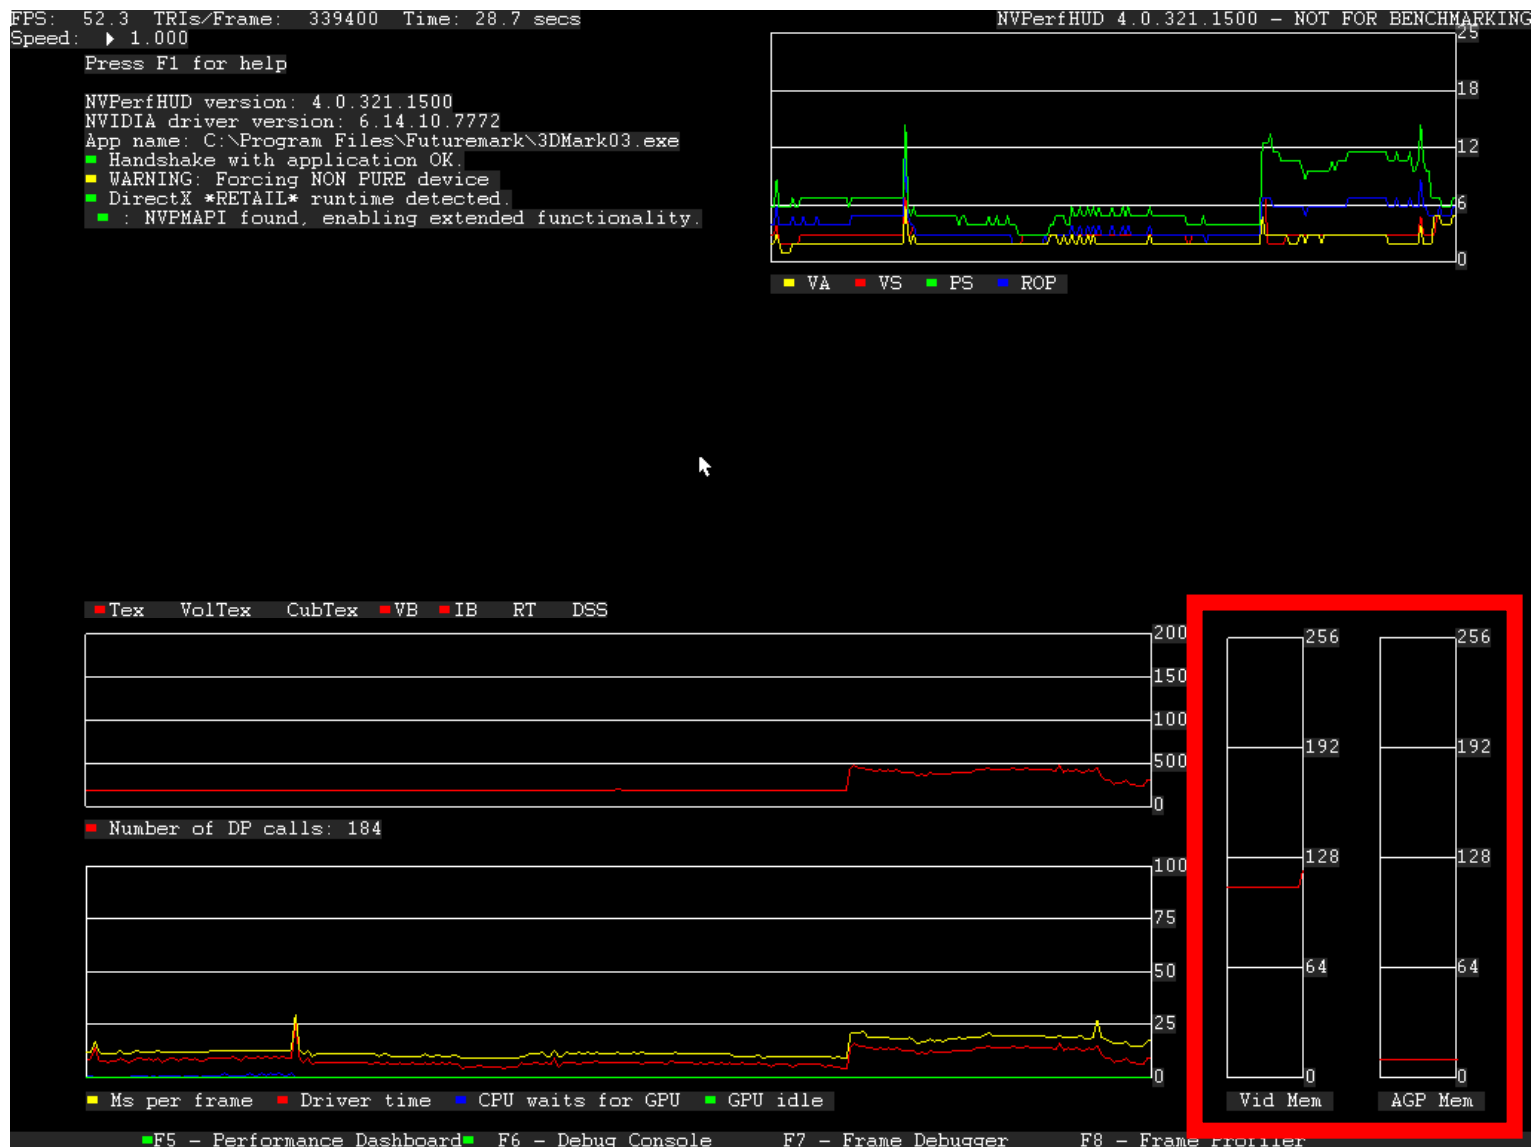 FPS: 52.3 TRIs/Frame: 339400 Time: 28.7 secs
NVPerfHUD 4.0.321.1500 – NOT FOR BENCHMARKING
Speed: 1.000
Press F1 for help
NVPerfHUD version: 4.0.321.1500
NVIDIA driver version: 6.14.10.7772
App name: C:\Program Files\Futuremark\3DMark03.exe
Handshake with application OK.
WARNING: Forcing NON PURE device
DirectX *RETAIL* runtime detected.
: NVPMAPI found, enabling extended functionality.
25
18
12
6
0
VA VS PS ROP
Tex VolTex CubTex VB IB RT DSS
200
150
100
500
0
Number of DP calls: 184
100
75
50
25
0
Ms per frame Driver time CPU waits for GPU GPU idle
256
192
128
64
0
Vid Mem
256
192
128
64
0
AGP Mem
F5 – Performance Dashboard F6 – Debug Console F7 – Frame Debugger F8 – Frame Profiler